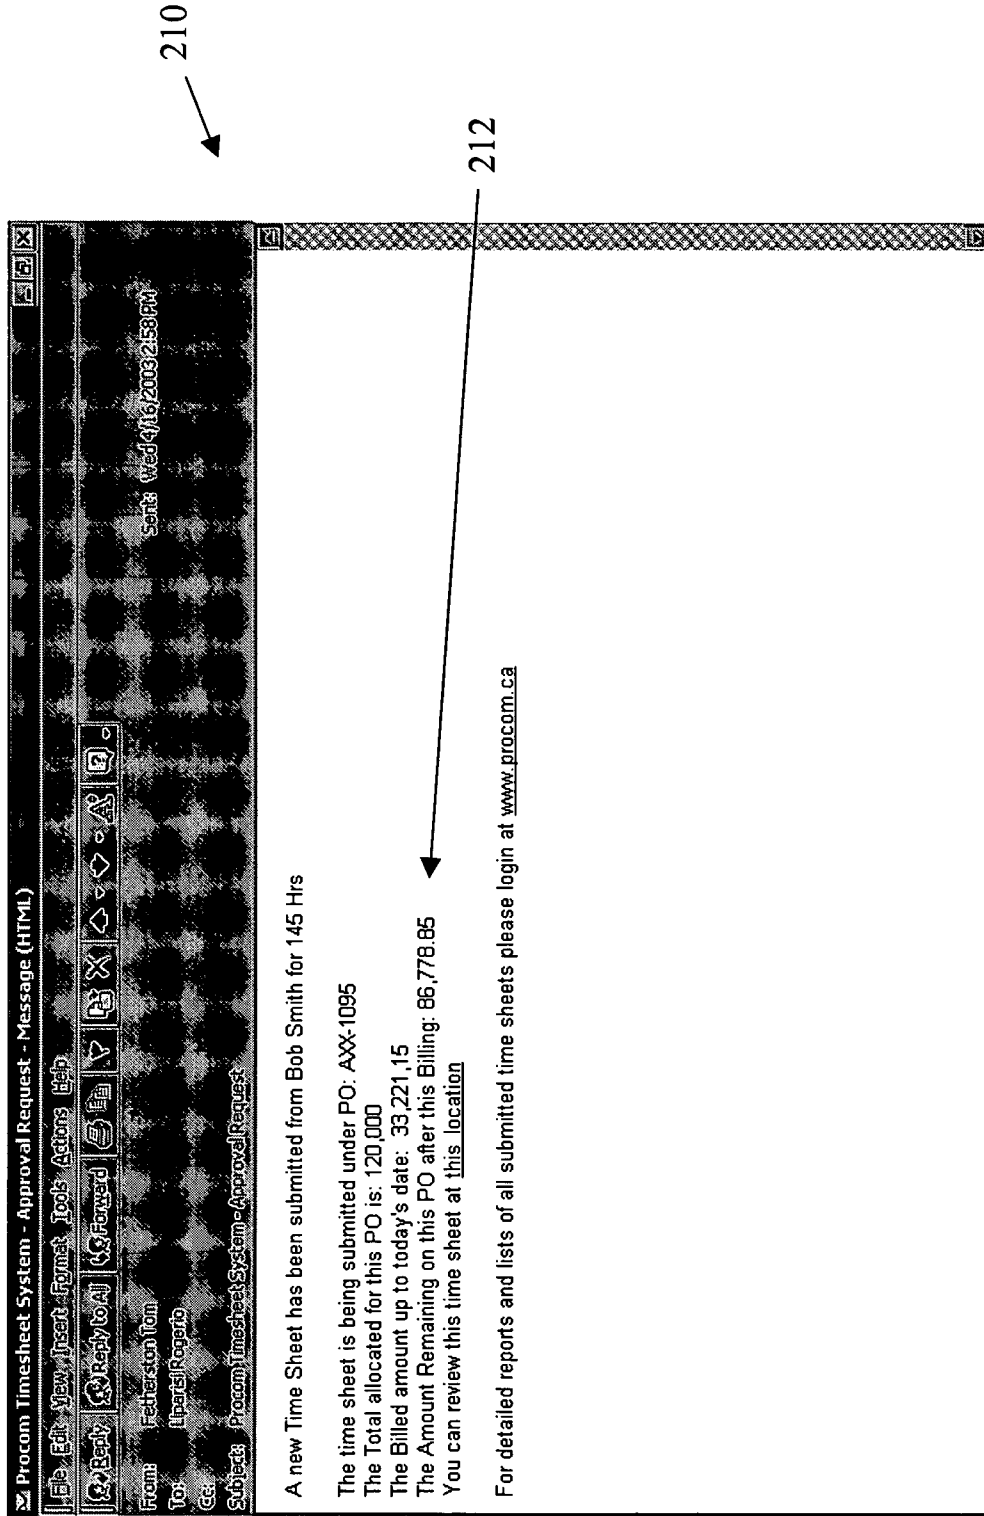 Procom Timesheet System - Approval Request - Message (HTML)
File Edit View Insert Format Tools Actions Help
Reply Reply to All Forward
From: Fetherston Tom Sent: Wed 4/16/2003 2:58 PM
To: Liparisi Rogerio
Cc:
Subject: Procom Timesheet System - Approval Request
210
A new Time Sheet has been submitted from Bob Smith for 145 Hrs
The time sheet is being submitted under PO: AXX-1095
The Total allocated for this PO is: 120,000
The Billed amount up to today's date: 33,221,15
The Amount Remaining on this PO after this Billing: 86,778.85
212
You can review this time sheet at this location
For detailed reports and lists of all submitted time sheets please login at www.procom.ca